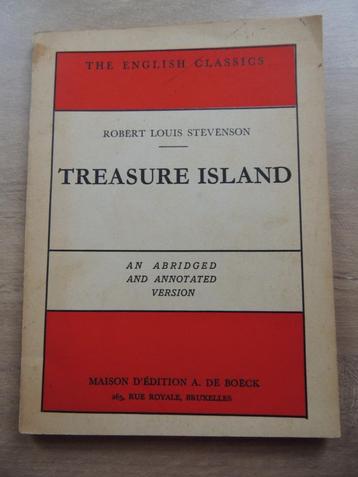 THE ENGLISH CLASSICS
ROBERT LOUIS STEVENSON
TREASURE ISLAND
AN ABRIDGED
AND ANNOTATED
VERSION
MAISON D'ÉDITION A. DE BOECK
265, RUE ROYALE, BRUXELLES